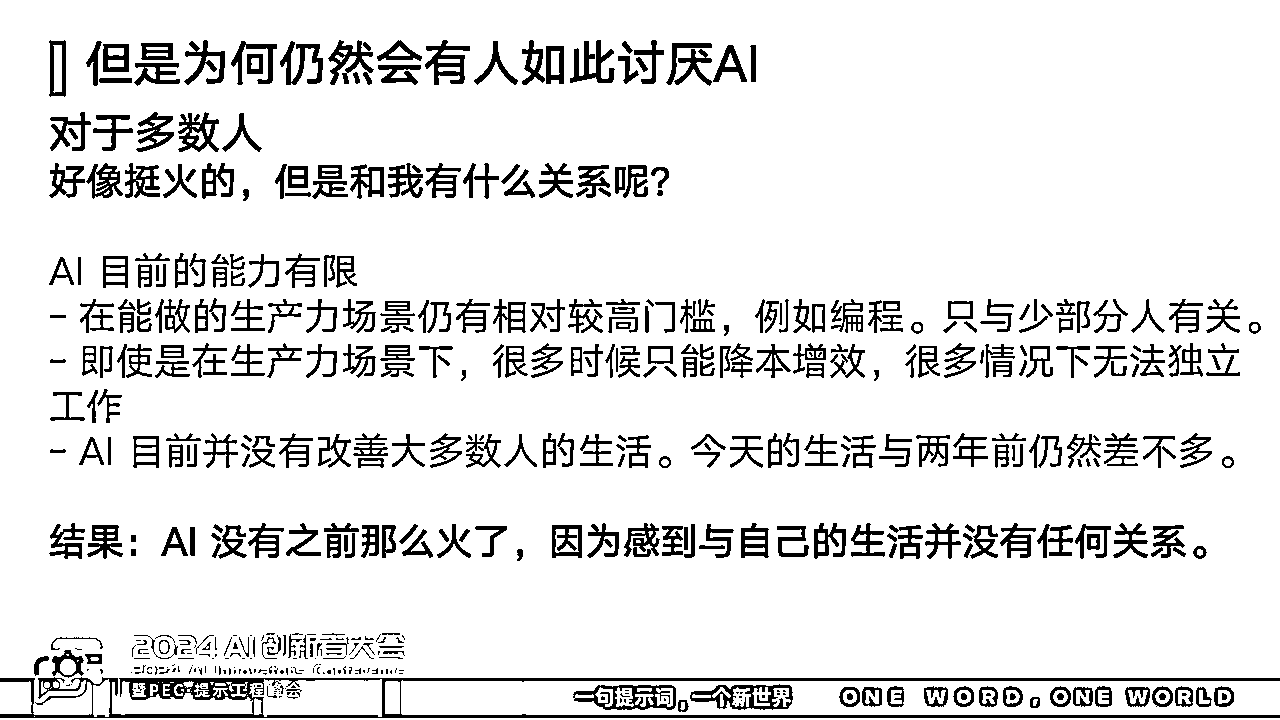 但是为何仍然会有人如此讨厌AI
对于多数人
好像挺火的，但是和我有什么关系呢？
AI 目前的能力有限
- 在能做的生产力场景仍有相对较高门槛，例如编程。只与少部分人有关。
- 即使是在生产力场景下，很多时候只能降本增效，很多情况下无法独立
工作
- AI 目前并没有改善大多数人的生活。今天的生活与两年前仍然差不多。
结果：AI 没有之前那么火了，因为感到与自己的生活并没有任何关系。
2024 AI 创新者大会
2024 AI Innovators Conference
暨PEC·提示工程峰会
一句提示词，一个新世界
ONE WORD, ONE WORLD